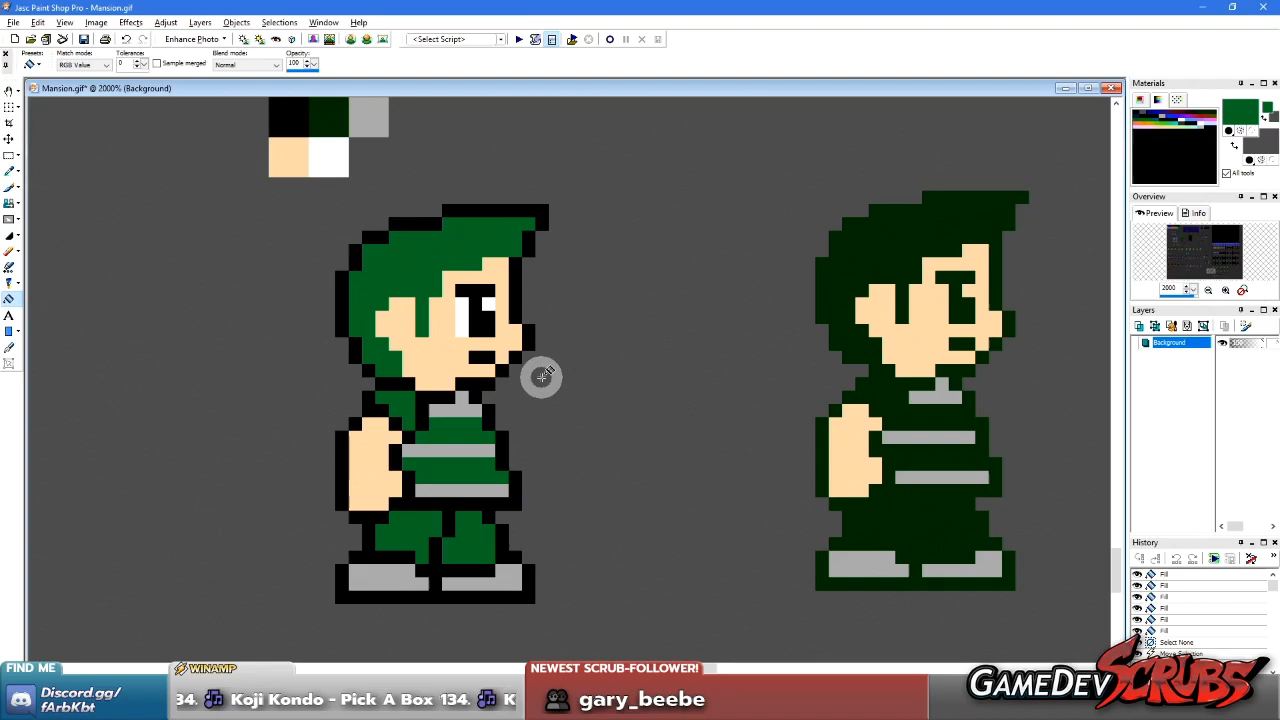 Jasc Paint Shop Pro - Mansion.gif
File Edit View Image Effects Adjust Layers Objects Selections Window Help
Enhance Photo
<Select Script>
Presets: Match mode: Tolerance: Blend mode: Opacity:
RGB Value 0 Sample merged Normal 100
Mansion.gif* @ 2000% (Background)
Materials
All tools
Overview
Preview Info
2000
Layers
Background
History
Fill
Fill
Fill
Fill
Fill
Fill
Select None
Move Selection
FIND ME
Discord.gg/
fArbKbt
WINAMP
34. Koji Kondo - Pick A Box 134. K
NEWEST SCRUB-FOLLOWER!
gary_beebe
GAMEDEV SCRUBS